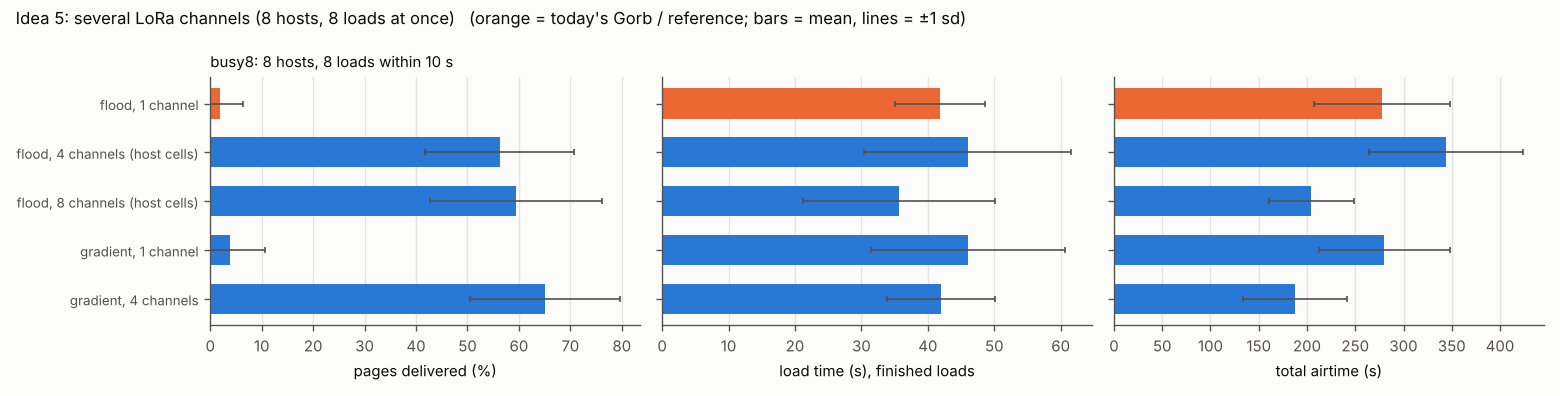 Idea 5: several LoRa channels (8 hosts, 8 loads at once)   (orange = today's Gorb / reference; bars = mean, lines = ±1 sd)
busy8: 8 hosts, 8 loads within 10 s
flood, 1 channel
flood, 4 channels (host cells)
flood, 8 channels (host cells)
gradient, 1 channel
gradient, 4 channels
0 10 20 30 40 50 60 70 80
pages delivered (%)
0 10 20 30 40 50 60
load time (s), finished loads
0 50 100 150 200 250 300 350 400
total airtime (s)